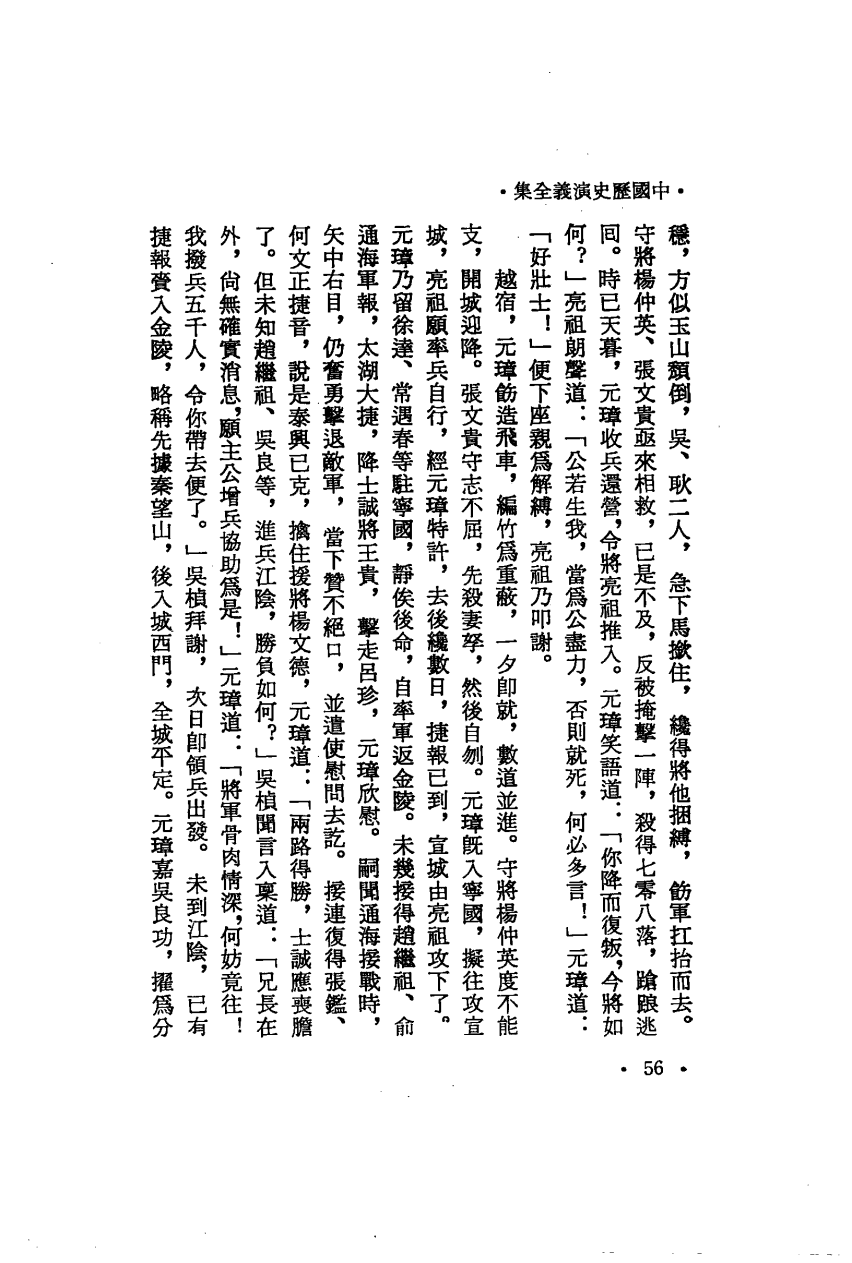 •中國歷史演義全集•
穩，方似玉山頹倒，吳、耿二人，急下馬撳住，纔得將他捆縛，飭軍扛抬而去。
守將楊仲英、張文貴亟來相救，已是不及，反被掩擊一陣，殺得七零八落，蹌踉逃
囘。時已天暮，元璋收兵還營，令將亮祖推入。元璋笑語道：「你降而復叛，今將如
何？」亮祖朗聲道：「公若生我，當爲公盡力，否則就死，何必多言！」元璋道：
「好壯士！」便下座親爲解縛，亮祖乃叩謝。
越宿，元璋飭造飛車，編竹爲重蔽，一夕卽就，數道並進。守將楊仲英度不能
支，開城迎降。張文貴守志不屈，先殺妻孥，然後自刎。元璋旣入寧國，擬往攻宣
城，亮祖願率兵自行，經元璋特許，去後纔數日，捷報已到，宣城由亮祖攻下了。
元璋乃留徐達、常遇春等駐寧國，靜俟後命，自率軍返金陵。未幾接得趙繼祖、俞
通海軍報，太湖大捷，降士誠將王貴，擊走呂珍，元璋欣慰。嗣聞通海接戰時，
矢中右目，仍奮勇擊退敵軍，當下贊不絕口，並遣使慰問去訖。接連復得張鑑、
何文正捷音，說是泰興已克，擒住援將楊文德，元璋道：「兩路得勝，士誠應喪膽
了。但未知趙繼祖、吳良等，進兵江陰，勝負如何？」吳楨聞言入稟道：「兄長在
外，尙無確實消息，願主公增兵協助爲是！」元璋道：「將軍骨肉情深，何妨竟往！
我撥兵五千人，令你帶去便了。」吳楨拜謝，次日卽領兵出發。未到江陰，已有
捷報賫入金陵，略稱先據秦望山，後入城西門，全城平定。元璋嘉吳良功，擢爲分
•56•